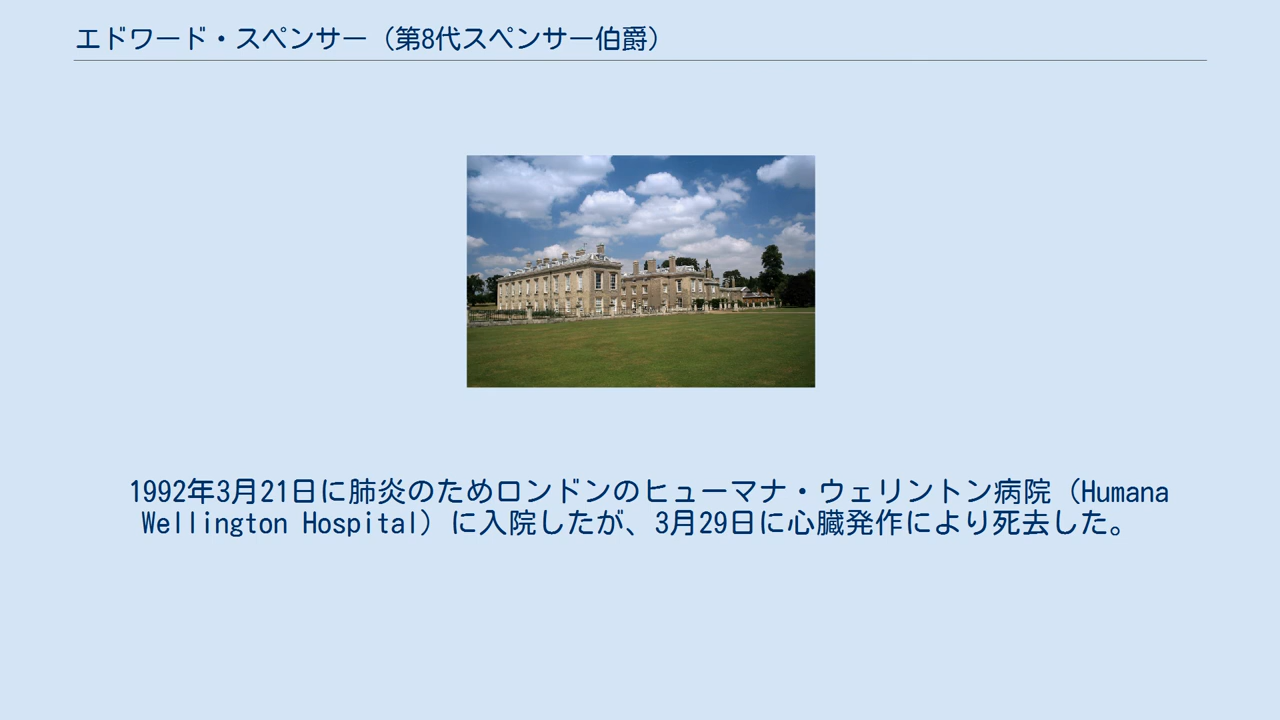 エドワード・スペンサー（第8代スペンサー伯爵）
1992年3月21日に肺炎のためロンドンのヒューマナ・ウェリントン病院（Humana
Wellington Hospital）に入院したが、3月29日に心臓発作により死去した。